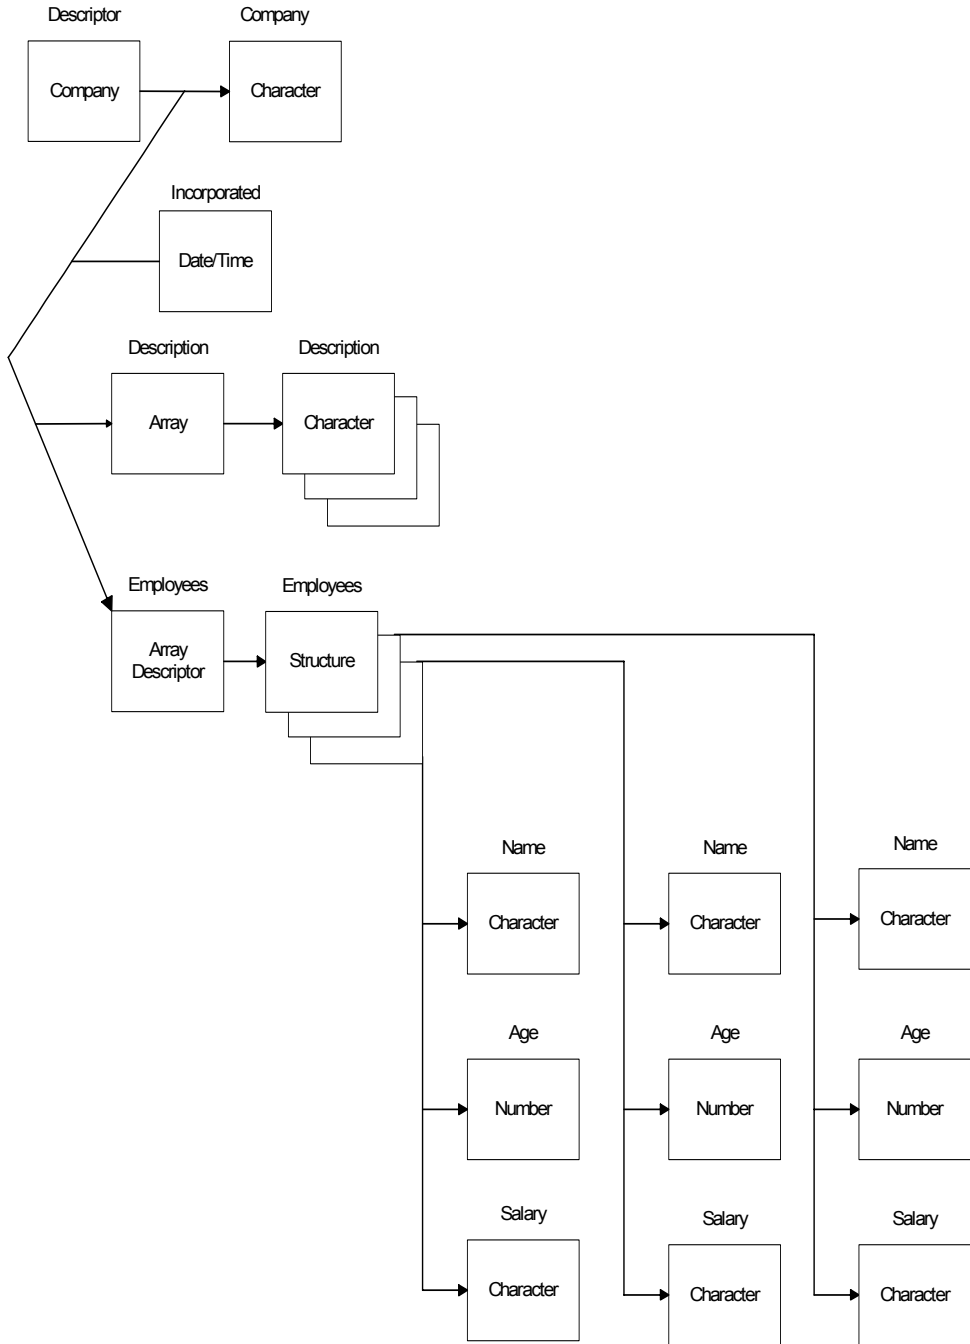 Descriptor
Company
Company
Character
Incorporated
Date/Time
Description
Description
Array
Character
Employees
Employees
Array
Descriptor
Structure
Name
Name
Name
Character
Character
Character
Age
Age
Age
Number
Number
Number
Salary
Salary
Salary
Character
Character
Character